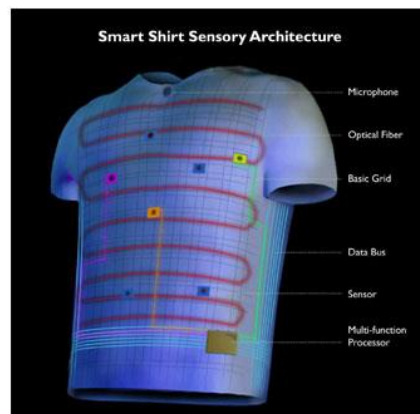 Smart Shirt Sensory Architecture
Microphone
Optical Fiber
Basic Grid
Data Bus
Sensor
Multi-function
Processor